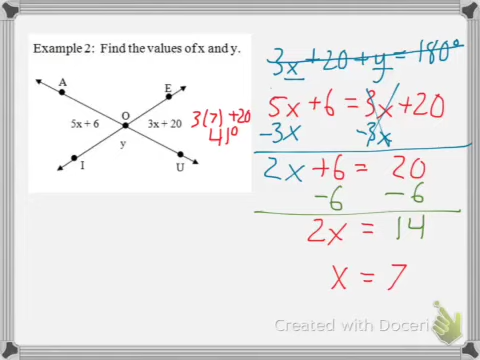 Example 2: Find the values of x and y.
A
E
O
5x + 6
3x + 20
y
I
U
3(7) +20
41°
3x + 20 + y = 180°
5x + 6 = 3x + 20
-3x -3x
2x + 6 = 20
-6 -6
2x = 14
x = 7
Created with Doceri